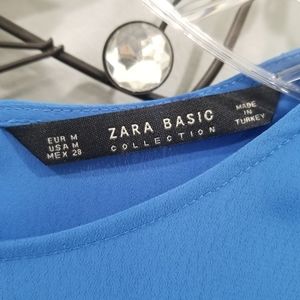 EUR M
USA M
MEX 28
ZARA BASIC
COLLECTION
MADE
IN
TURKEY